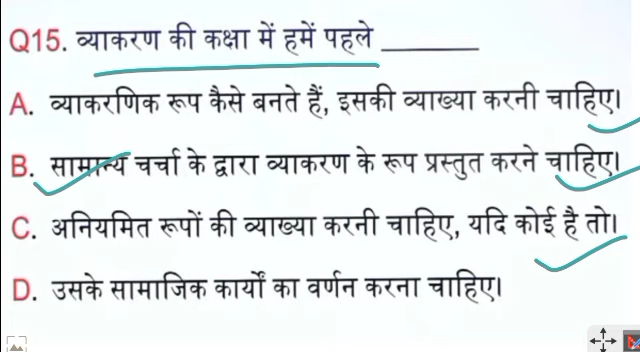 Q15. व्याकरण की कक्षा में हमें पहले ________
A. व्याकरणिक रूप कैसे बनते हैं, इसकी व्याख्या करनी चाहिए।
B. सामान्य चर्चा के द्वारा व्याकरण के रूप प्रस्तुत करने चाहिए।
C. अनियमित रूपों की व्याख्या करनी चाहिए, यदि कोई है तो।
D. उसके सामाजिक कार्यों का वर्णन करना चाहिए।